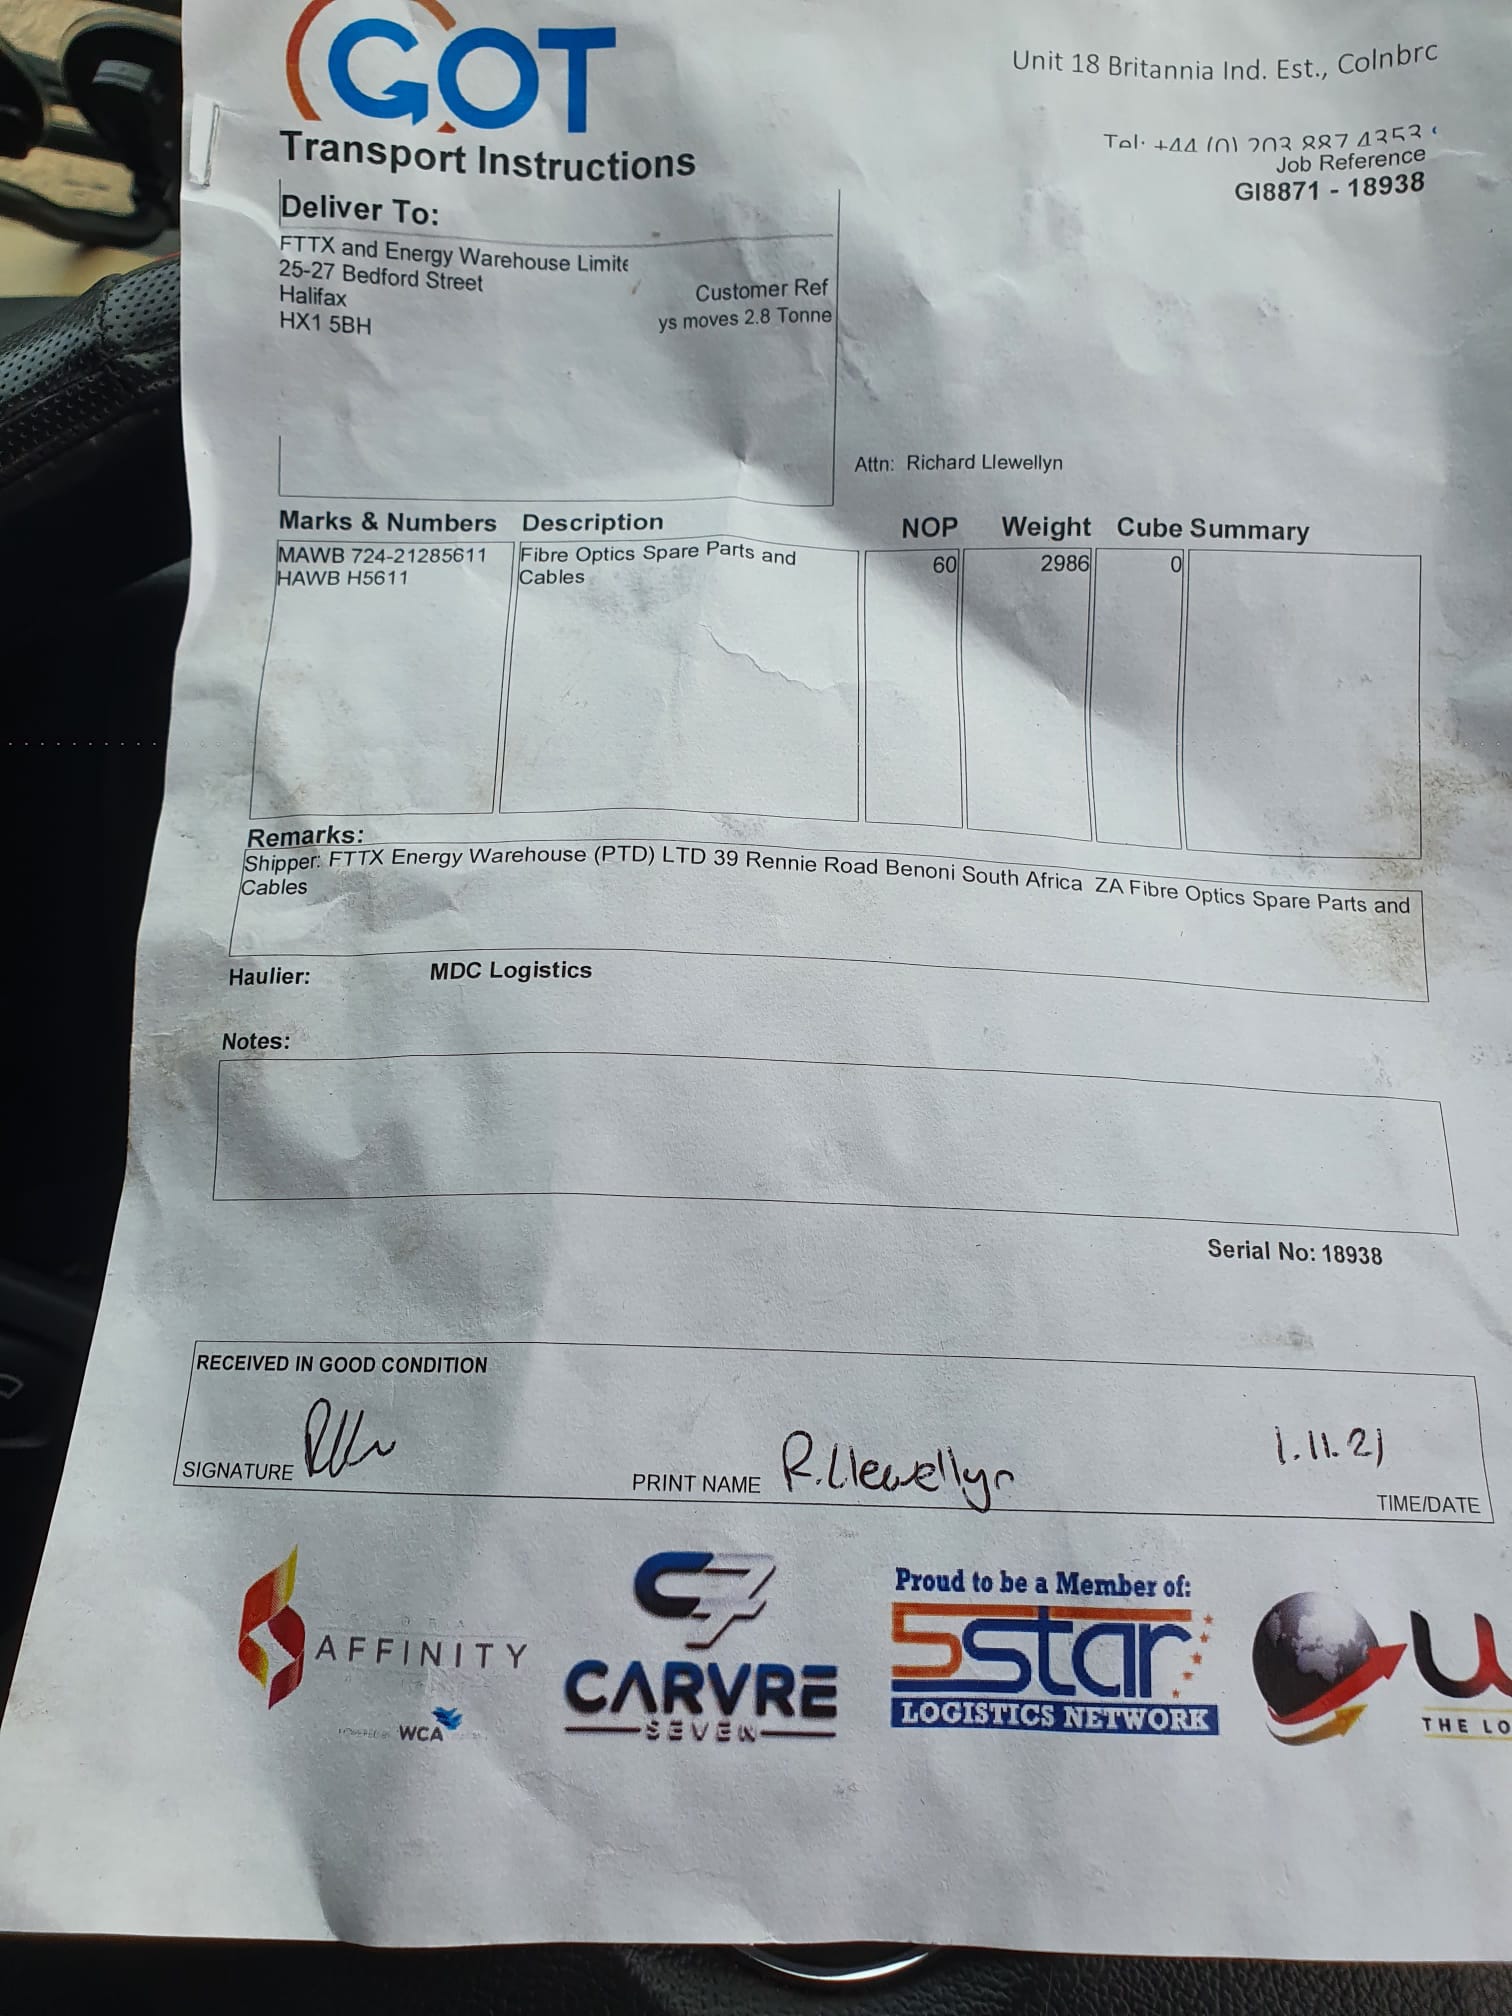 GOT
Unit 18 Britannia Ind. Est., Colnbrc
Tel: +44 (0) 203 887 4353
Transport Instructions
Job Reference
GI8871 - 18938
Deliver To:
FTTX and Energy Warehouse Limite
25-27 Bedford Street
Halifax
HX1 5BH
Customer Ref
ys moves 2.8 Tonne
Attn: Richard Llewellyn
Marks & Numbers Description NOP Weight Cube Summary
MAWB 724-21285611 Fibre Optics Spare Parts and 60 2986 0
HAWB H5611 Cables
Remarks:
Shipper: FTTX Energy Warehouse (PTD) LTD 39 Rennie Road Benoni South Africa ZA Fibre Optics Spare Parts and
Cables
Haulier: MDC Logistics
Notes:
Serial No: 18938
RECEIVED IN GOOD CONDITION
SIGNATURE PRINT NAME R.Llewellyn 1.11.21 TIME/DATE
AFFINITY
WCA
C7
CARVRE
SEVEN
Proud to be a Member of:
5star
LOGISTICS NETWORK
THE LO